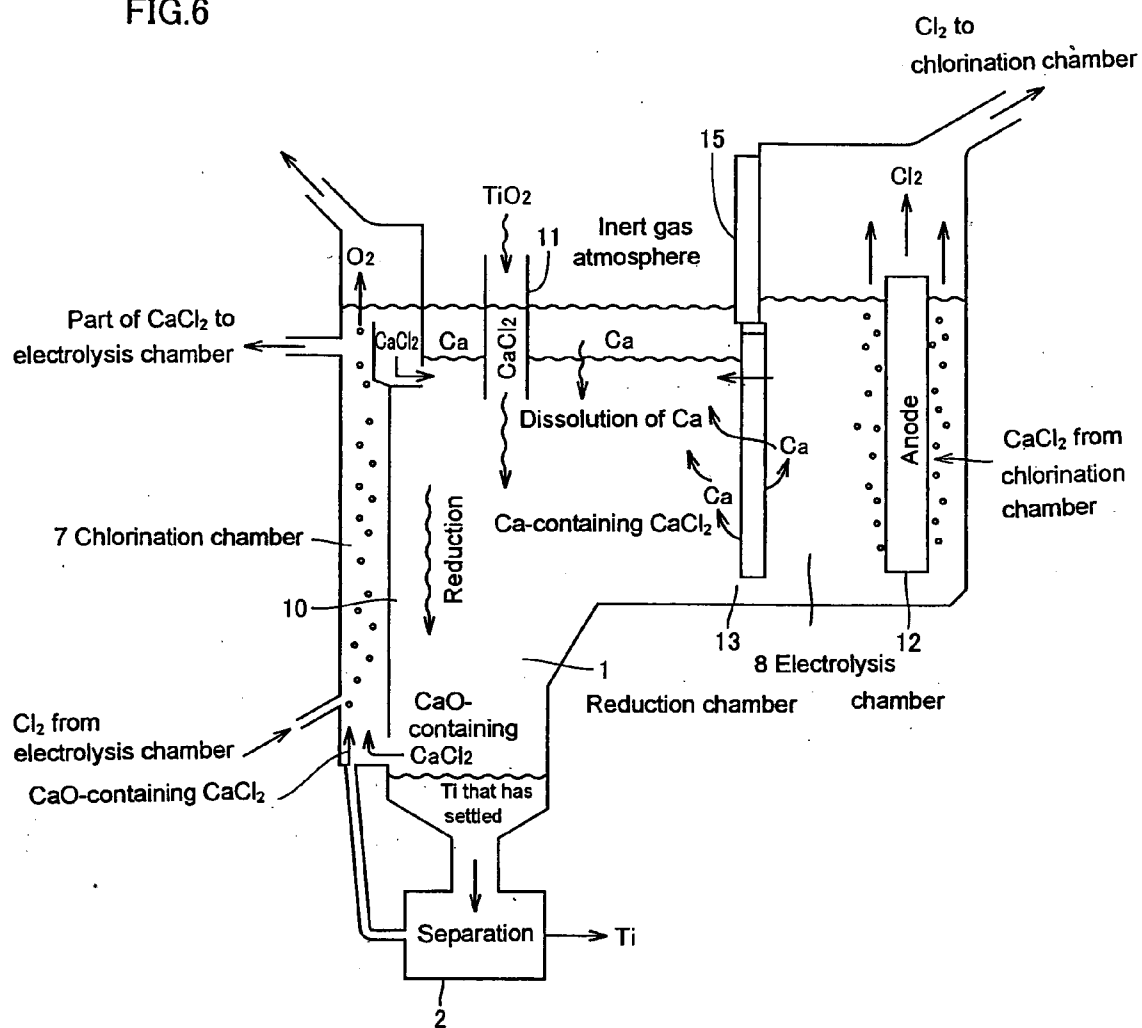 FIG.6
Cl2 to
chlorination chamber
15
TiO2
11
Inert gas
atmosphere
Cl2
O2
Part of CaCl2 to
electrolysis chamber
CaCl2
Ca
CaCl2
Ca
Dissolution of Ca
Ca
Anode
CaCl2 from
chlorination
chamber
Ca
Ca-containing CaCl2
7 Chlorination chamber
Reduction
10
13
12
1
Reduction chamber
8 Electrolysis
chamber
Cl2 from
electrolysis chamber
CaO-
containing
CaCl2
CaO-containing CaCl2
Ti that has
settled
Separation
Ti
2